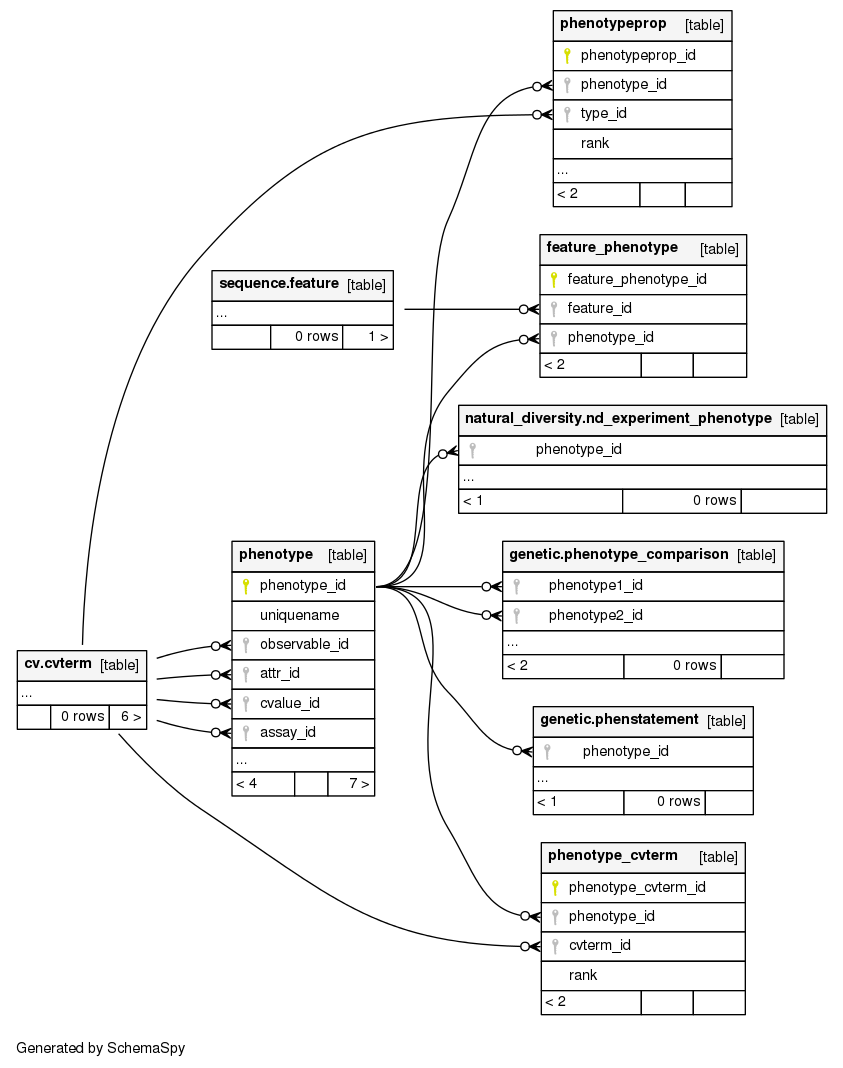 phenotypeprop [table]
phenotypeprop_id
phenotype_id
type_id
rank
...
< 2
feature_phenotype [table]
feature_phenotype_id
feature_id
phenotype_id
< 2
sequence.feature [table]
...
0 rows 1 >
natural_diversity.nd_experiment_phenotype [table]
phenotype_id
...
< 1 0 rows
phenotype [table]
phenotype_id
uniquename
observable_id
attr_id
cvalue_id
assay_id
...
< 4 7 >
genetic.phenotype_comparison [table]
phenotype1_id
phenotype2_id
...
< 2 0 rows
cv.cvterm [table]
...
0 rows 6 >
genetic.phenstatement [table]
phenotype_id
...
< 1 0 rows
phenotype_cvterm [table]
phenotype_cvterm_id
phenotype_id
cvterm_id
rank
< 2
Generated by SchemaSpy